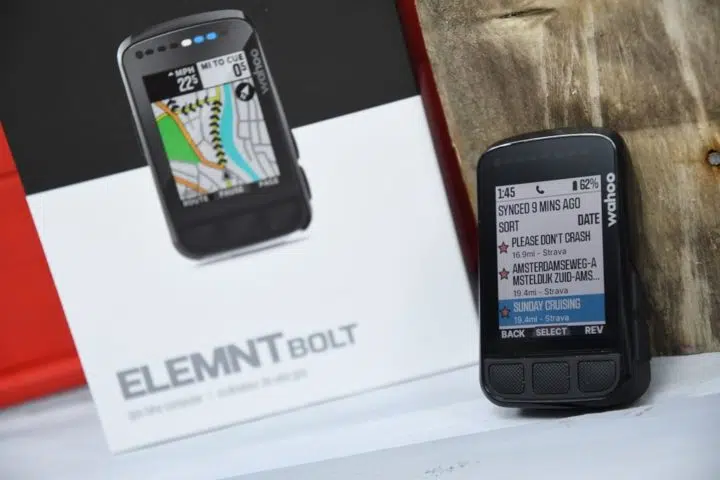 MPH
22.5
MI TO CUE
0.5
wahoo
ROUTE PAUSE PAGE
ELEMNT BOLT
1:45 62%
SYNCED 9 MINS AGO
SORT DATE
PLEASE DON'T CRASH
16.9mi - Strava
AMSTERDAMSEWEG-A
MSTELDIJK ZUID-AMS...
19.4mi - Strava
SUNDAY CRUISING
19.4mi - Strava
BACK SELECT REV
wahoo